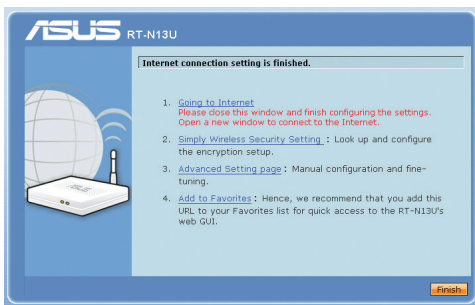 ASUS RT-N13U
Internet connection setting is finished.
1. Going to Internet
Please close this window and finish configuring the settings.
Open a new window to connect to the Internet.
2. Simply Wireless Security Setting : Look up and configure
the encryption setup.
3. Advanced Setting page : Manual configuration and fine-
tuning.
4. Add to Favorites : Hence, we recommend that you add this
URL to your Favorites list for quick access to the RT-N13U's
web GUI.
/ISUS
Finish